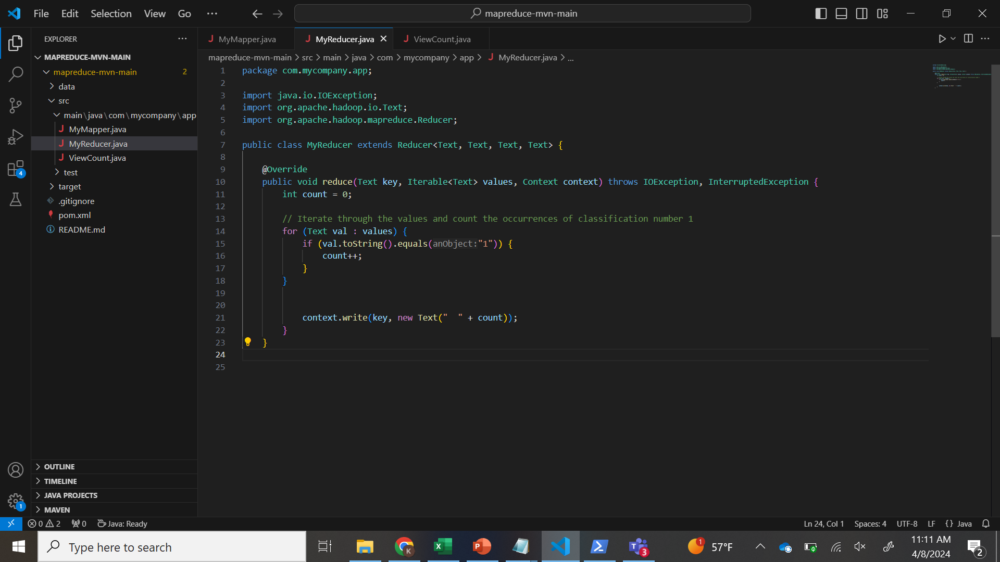 File Edit Selection View Go ··· mapreduce-mvn-main
EXPLORER
MAPREDUCE-MVN-MAIN
mapreduce-mvn-main 2
data
src
main\java\com\mycompany\app
MyMapper.java
MyReducer.java
ViewCount.java
test
target
.gitignore
pom.xml
README.md
OUTLINE
TIMELINE
JAVA PROJECTS
MAVEN
4
1
J MyMapper.java J MyReducer.java J ViewCount.java
mapreduce-mvn-main > src > main > java > com > mycompany > app > J MyReducer.java > ...
1 package com.mycompany.app;
2
3 import java.io.IOException;
4 import org.apache.hadoop.io.Text;
5 import org.apache.hadoop.mapreduce.Reducer;
6
7 public class MyReducer extends Reducer<Text, Text, Text, Text> {
8
9 @Override
10 public void reduce(Text key, Iterable<Text> values, Context context) throws IOException, InterruptedException {
11 int count = 0;
12
13 // Iterate through the values and count the occurrences of classification number 1
14 for (Text val : values) {
15 if (val.toString().equals(anObject:"1")) {
16 count++;
17 }
18 }
19
20
21 context.write(key, new Text("  " + count));
22 }
23 }
24
25
0 2 0 Java: Ready Ln 24, Col 1 Spaces: 4 UTF-8 LF {} Java
Type here to search
K
X
P
T 3
1
57°F
11:11 AM
4/8/2024
2